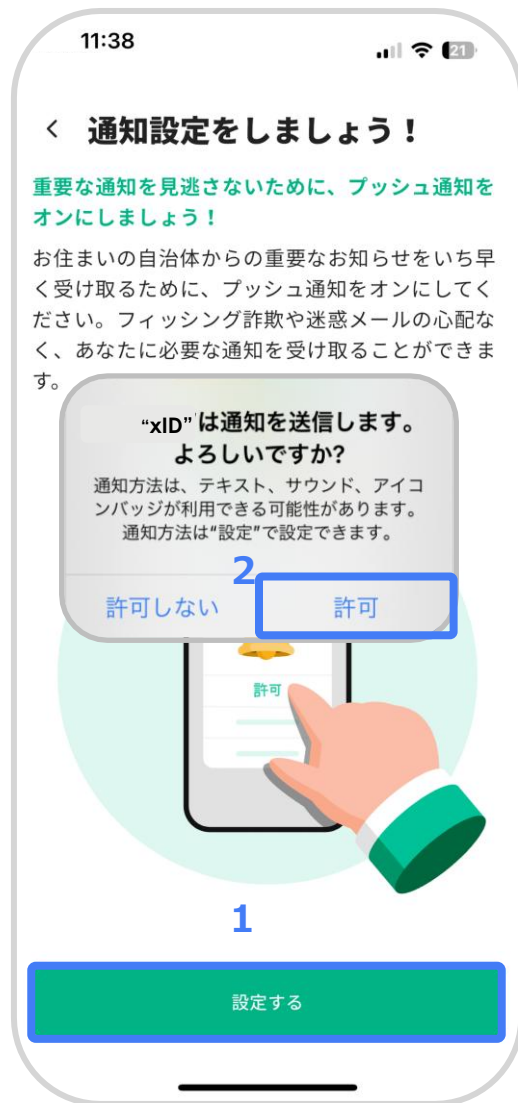 11:38
21
< 通知設定をしましょう！
重要な通知を見逃さないために、プッシュ通知を
オンにしましょう！
お住まいの自治体からの重要なお知らせをいち早
く受け取るために、プッシュ通知をオンにしてく
ださい。フィッシング詐欺や迷惑メールの心配な
く、あなたに必要な通知を受け取ることができま
す。
“xID”は通知を送信します。
よろしいですか?
通知方法は、テキスト、サウンド、アイコ
ンバッジが利用できる可能性があります。
通知方法は“設定”で設定できます。
2
許可しない
許可
許可
1
設定する